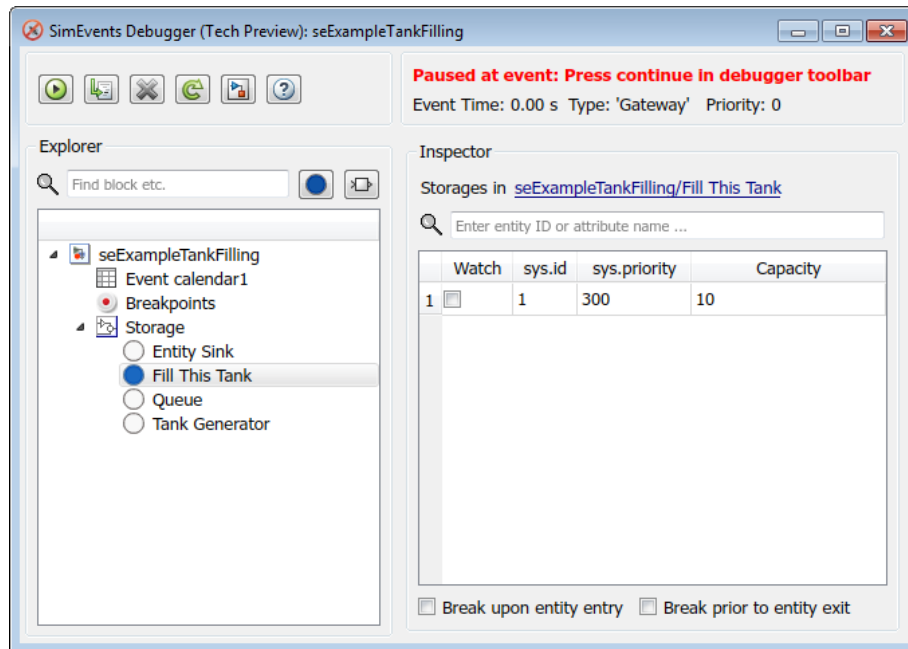 SimEvents Debugger (Tech Preview): seExampleTankFilling
Paused at event: Press continue in debugger toolbar
Event Time: 0.00 s Type: 'Gateway' Priority: 0
Explorer
Find block etc.
seExampleTankFilling
Event calendar1
Breakpoints
Storage
Entity Sink
Fill This Tank
Queue
Tank Generator
Inspector
Storages in seExampleTankFilling/Fill This Tank
Enter entity ID or attribute name ...
Watch sys.id sys.priority Capacity
1 1 300 10
Break upon entity entry Break prior to entity exit